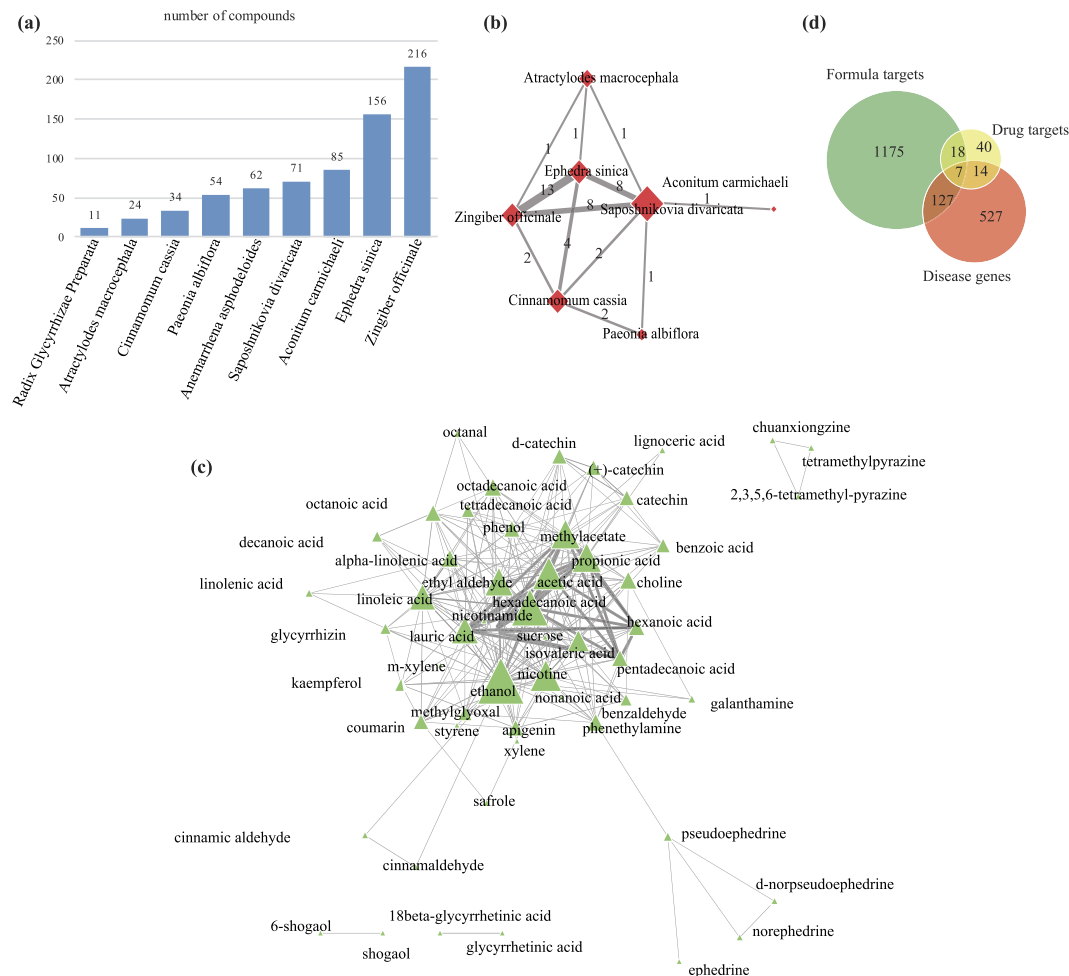 (a)
number of compounds
250
200
150
100
50
0
11
24
34
54
62
71
85
156
216
Radix Glycyrrhizae Preparata
Atractylodes macrocephala
Cinnamomum cassia
Paeonia albiflora
Anemarrhena asphodeloides
Saposhnikovia divaricata
Aconitum carmichaeli
Ephedra sinica
Zingiber officinale
(b)
Atractylodes macrocephala
1
1
1
Ephedra sinica
13
8
Aconitum carmichaeli
1
8
Saposhnikovia divaricata
Zingiber officinale
4
2
2
1
Cinnamomum cassia
2
Paeonia albiflora
(d)
Formula targets
Drug targets
1175
18
40
7
14
127
527
Disease genes
(c)
octanal
d-catechin
lignoceric acid
chuanxiongzine
(+)-catechin
tetramethylpyrazine
octadecanoic acid
2,3,5,6-tetramethyl-pyrazine
octanoic acid
tetradecanoic acid
catechin
phenol
methylacetate
decanoic acid
benzoic acid
alpha-linolenic acid
propionic acid
linolenic acid
ethyl aldehyde
acetic acid
choline
linoleic acid
hexadecanoic acid
nicotinamide
hexanoic acid
glycyrrhizin
lauric acid
sucrose
isovaleric acid
m-xylene
pentadecanoic acid
kaempferol
nicotine
ethanol
nonanoic acid
galanthamine
methylglyoxal
benzaldehyde
coumarin
styrene
apigenin
phenethylamine
xylene
safrole
cinnamic aldehyde
pseudoephedrine
cinnamaldehyde
d-norpseudoephedrine
18beta-glycyrrhetinic acid
6-shogaol
norephedrine
shogaol
glycyrrhetinic acid
ephedrine